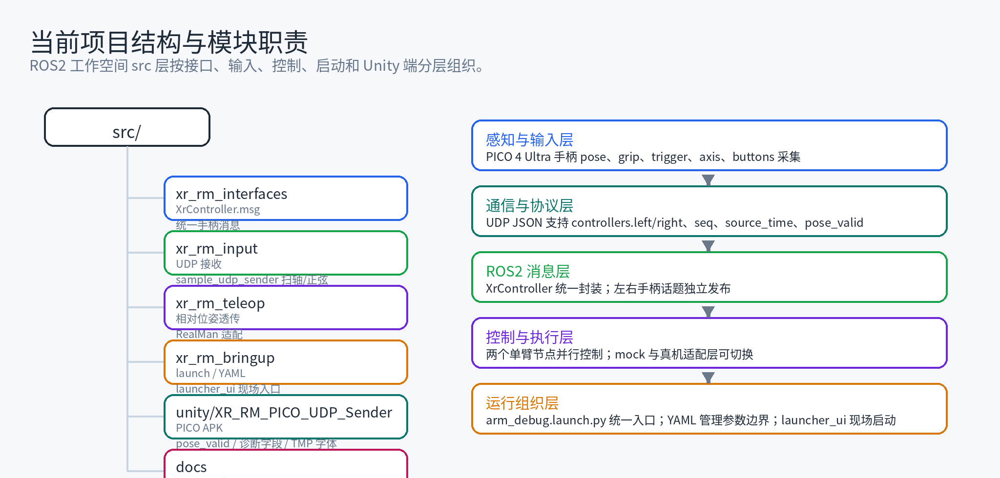 当前项目结构与模块职责
ROS2 工作空间 src 层按接口、输入、控制、启动和 Unity 端分层组织。
src/
xr_rm_interfaces
XrController.msg
统一手柄消息
xr_rm_input
UDP 接收
sample_udp_sender 扫轴/正弦
xr_rm_teleop
相对位姿透传
RealMan 适配
xr_rm_bringup
launch / YAML
launcher_ui 现场入口
unity/XR_RM_PICO_UDP_Sender
PICO APK
pose_valid / 诊断字段 / TMP 字体
docs
感知与输入层
PICO 4 Ultra 手柄 pose、grip、trigger、axis、buttons 采集
通信与协议层
UDP JSON 支持 controllers.left/right、seq、source_time、pose_valid
ROS2 消息层
XrController 统一封装；左右手柄话题独立发布
控制与执行层
两个单臂节点并行控制；mock 与真机适配层可切换
运行组织层
arm_debug.launch.py 统一入口；YAML 管理参数边界；launcher_ui 现场启动